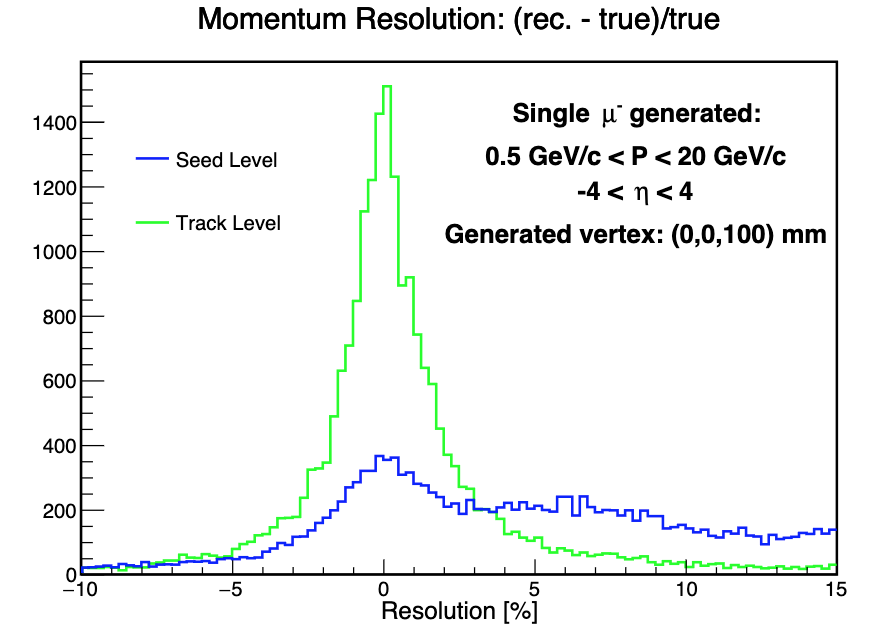 Momentum Resolution: (rec. - true)/true
Single μ- generated:
0.5 GeV/c < P < 20 GeV/c
-4 < η < 4
Generated vertex: (0,0,100) mm
Seed Level
Track Level
1400
1200
1000
800
600
400
200
0
−10 −5 0 5 10 15
Resolution [%]